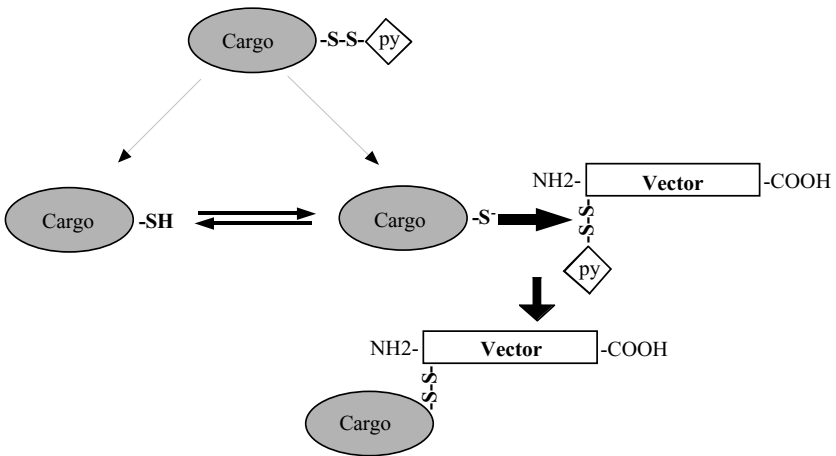 Cargo -S-S- py
NH2- Vector -COOH
Cargo -SH Cargo -S-
-S-S-
py
NH2- Vector -COOH
-S-S-
Cargo